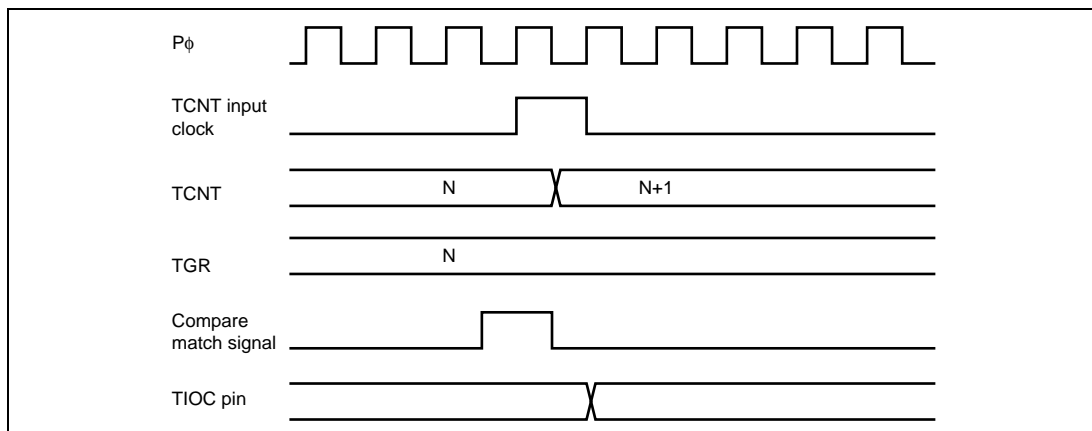 Pφ
TCNT input
clock
TCNT
N
N+1
TGR
N
Compare
match signal
TIOC pin